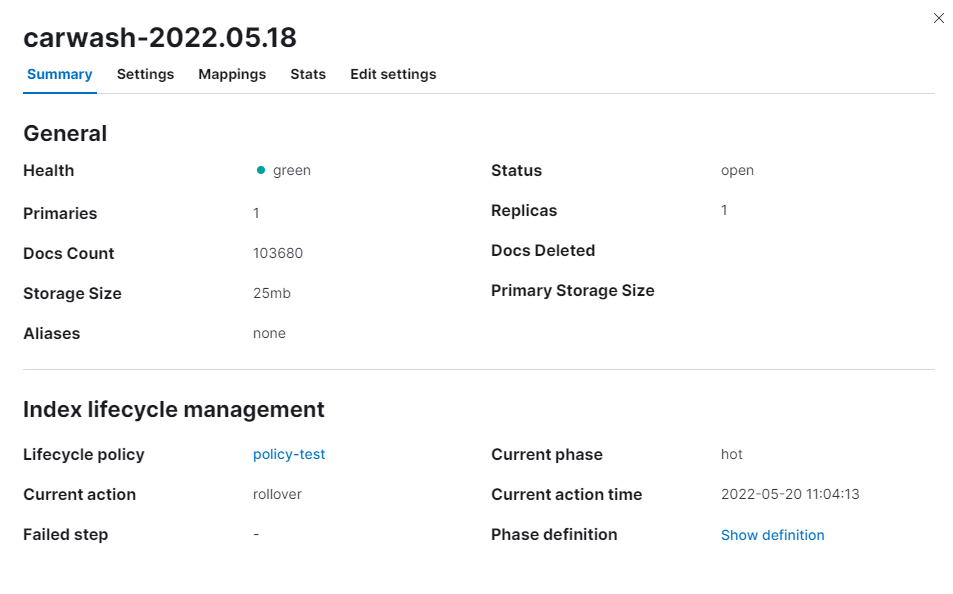 carwash-2022.05.18
Summary Settings Mappings Stats Edit settings
General
Health green Status open
Primaries 1 Replicas 1
Docs Count 103680 Docs Deleted
Storage Size 25mb Primary Storage Size
Aliases none
Index lifecycle management
Lifecycle policy policy-test Current phase hot
Current action rollover Current action time 2022-05-20 11:04:13
Failed step - Phase definition Show definition